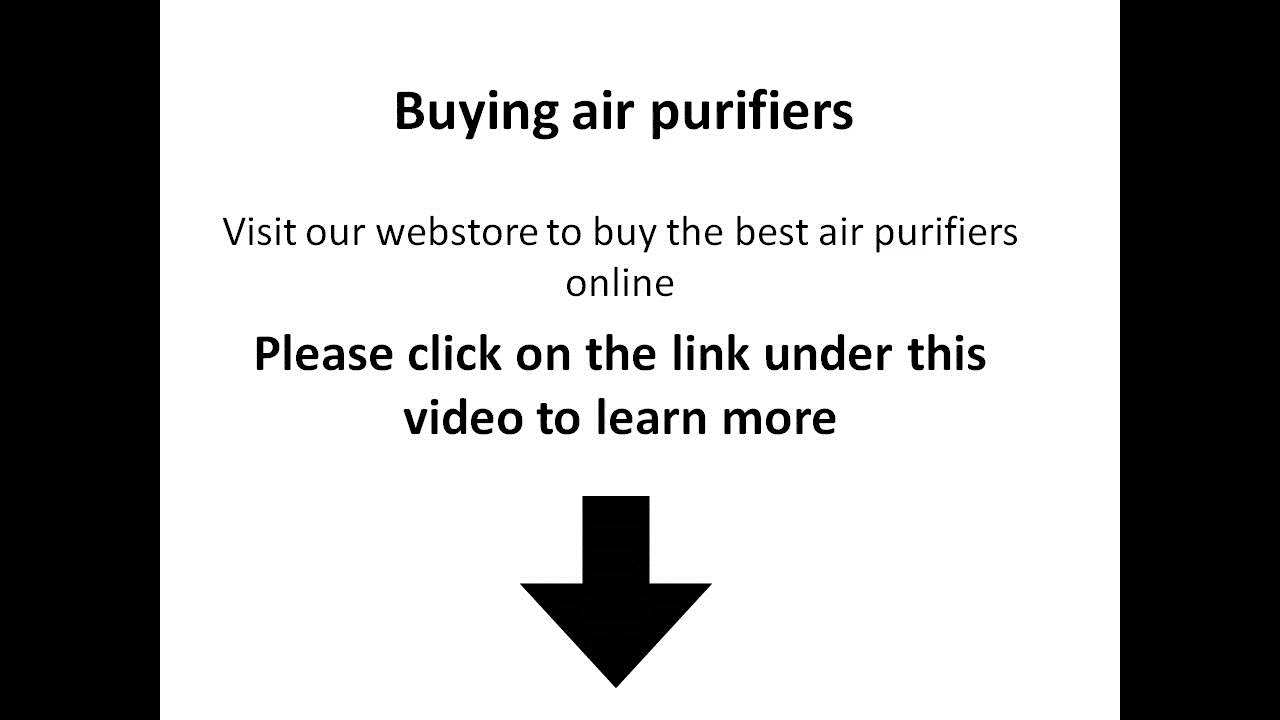 Buying air purifiers
Visit our webstore to buy the best air purifiers
online
Please click on the link under this
video to learn more